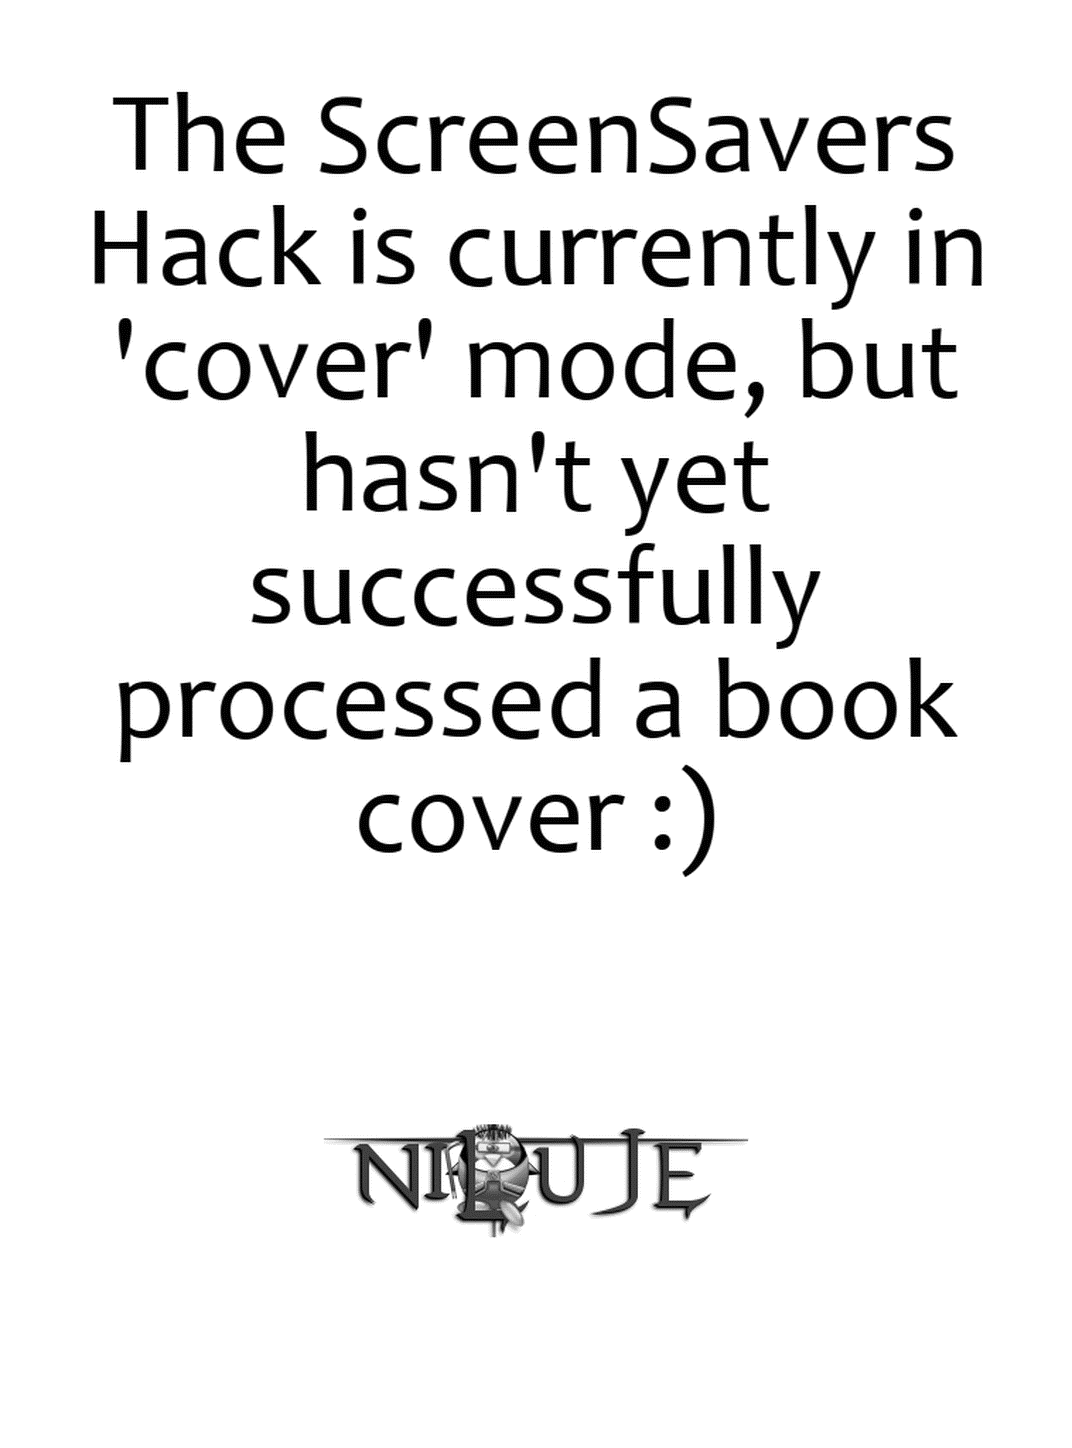 The ScreenSavers
Hack is currently in
'cover' mode, but
hasn't yet
successfully
processed a book
cover :)
NiLuJe